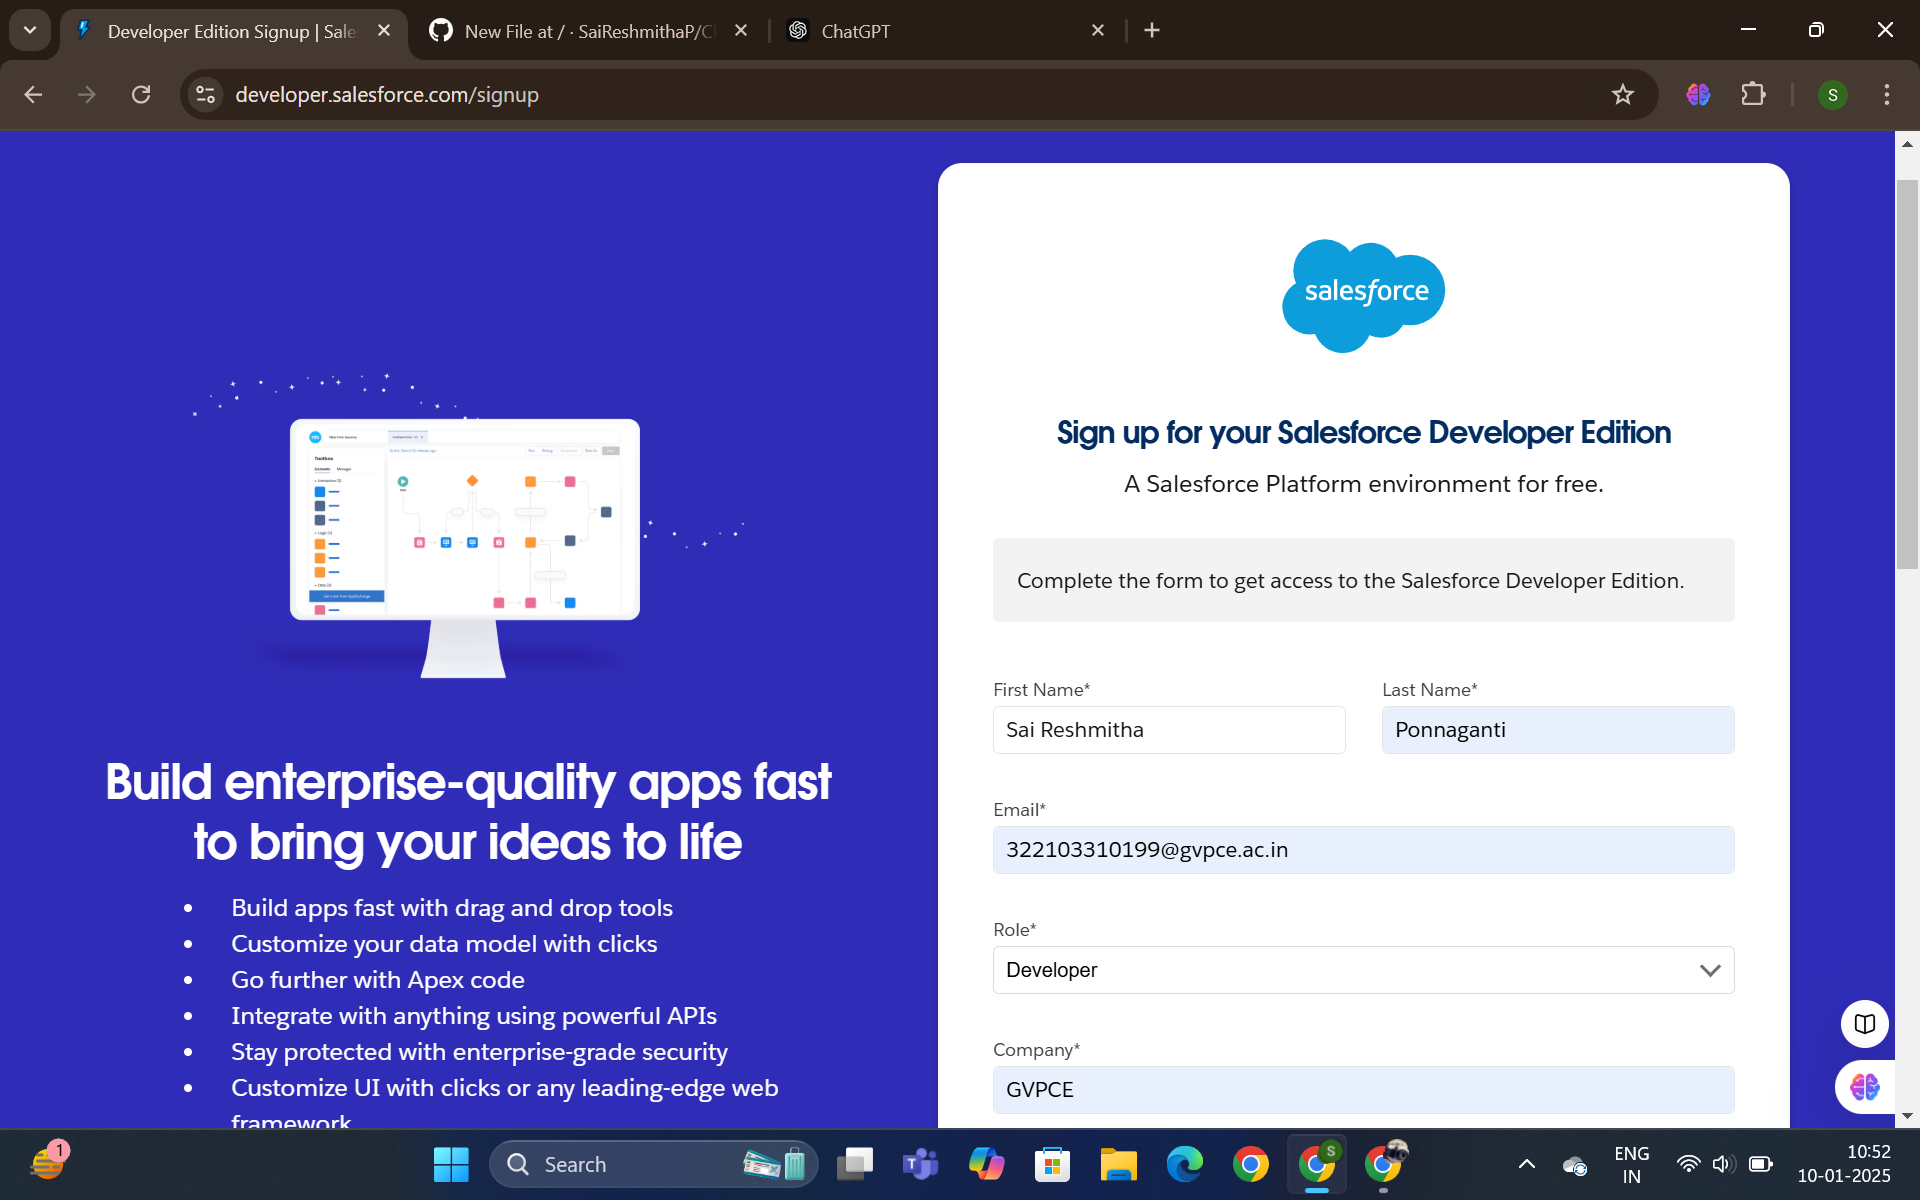 Developer Edition Signup | Sale
New File at / · SaiReshmithaP/C
ChatGPT
developer.salesforce.com/signup
S
salesforce
Sign up for your Salesforce Developer Edition
A Salesforce Platform environment for free.
Complete the form to get access to the Salesforce Developer Edition.
First Name*
Last Name*
Sai Reshmitha
Ponnaganti
Email*
322103310199@gvpce.ac.in
Role*
Developer
Company*
GVPCE
Toolbox
Elements Manager
Build enterprise-quality apps fast
to bring your ideas to life
• Build apps fast with drag and drop tools
• Customize your data model with clicks
• Go further with Apex code
• Integrate with anything using powerful APIs
• Stay protected with enterprise-grade security
• Customize UI with clicks or any leading-edge web
framework
1
Search
S
ENG
IN
10:52
10-01-2025